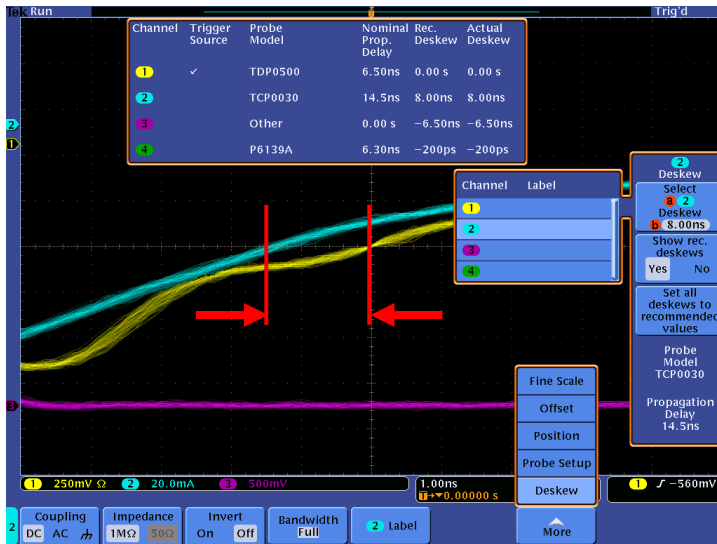 Tek Run
Trig'd
Channel Trigger Source Probe Model Nominal Prop. Delay Rec. Deskew Actual Deskew
1 ✓ TDP0500 6.50ns 0.00 s 0.00 s
2 TCP0030 14.5ns 8.00ns 8.00ns
3 Other 0.00 s −6.50ns −6.50ns
4 P6139A 6.30ns −200ps −200ps
2
1
3
Channel Label
1
2
3
4
2
Deskew
Select
a 2
Deskew
b 8.00ns
Show rec.
deskews
Yes No
Set all
deskews to
recommended
values
Probe
Model
TCP0030
Propagation
Delay
14.5ns
Fine Scale
Offset
Position
Probe Setup
Deskew
1 250mV Ω 2 20.0mA 3 500mV
1.00ns
T→▼0.00000 s
1 ∫ −560mV
2
Coupling
DC AC
Impedance
1MΩ 50Ω
Invert
On Off
Bandwidth
Full
2 Label
More